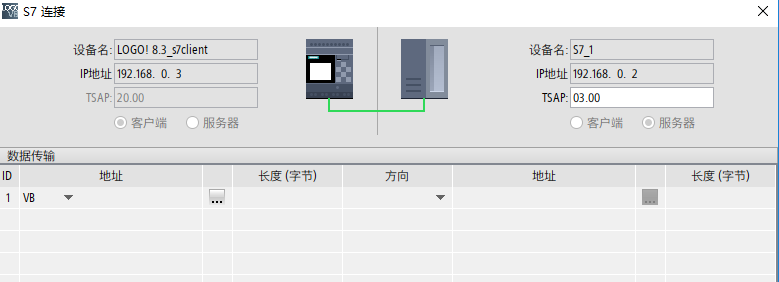 S7 连接
设备名: LOGO! 8.3_s7client
IP地址 192.168. 0. 3
TSAP: 20.00
客户端 服务器
设备名: S7_1
IP地址 192.168. 0. 2
TSAP: 03.00
客户端 服务器
数据传输
ID 地址 长度 (字节) 方向 地址 长度 (字节)
1 VB ... ...